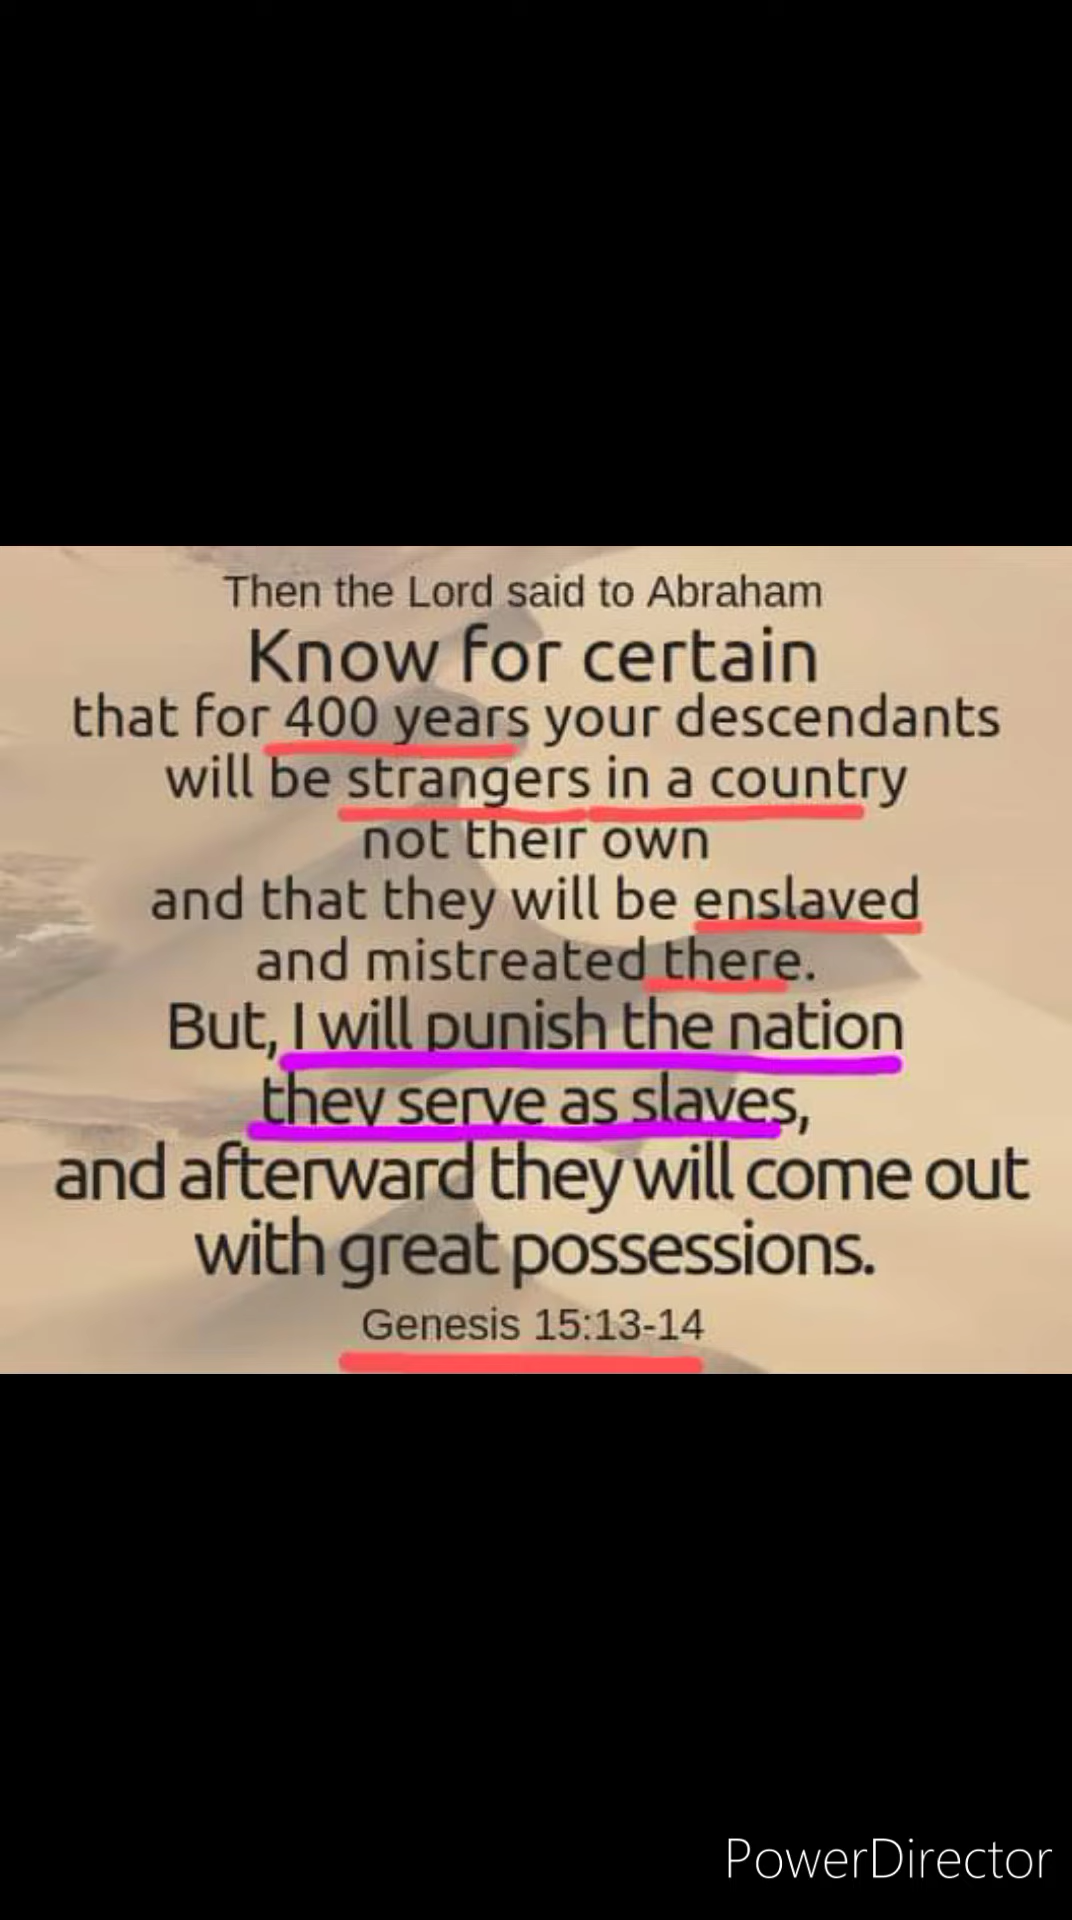 Then the Lord said to Abraham
Know for certain
that for 400 years your descendants
will be strangers in a country
not their own
and that they will be enslaved
and mistreated there.
But, I will punish the nation
they serve as slaves,
and afterward they will come out
with great possessions.
Genesis 15:13-14
PowerDirector